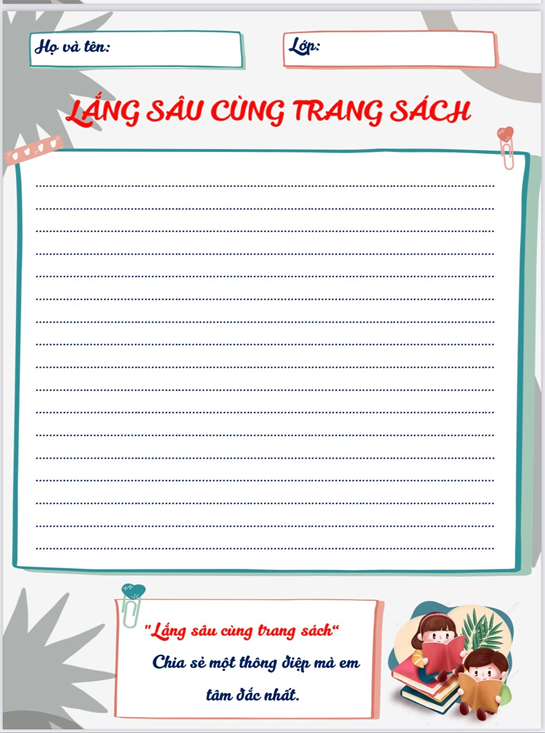 Họ và tên:
Lớp:
LẮNG SÂU CÙNG TRANG SÁCH
"Lắng sâu cùng trang sách“
Chia sẻ một thông điệp mà em
tâm đắc nhất.